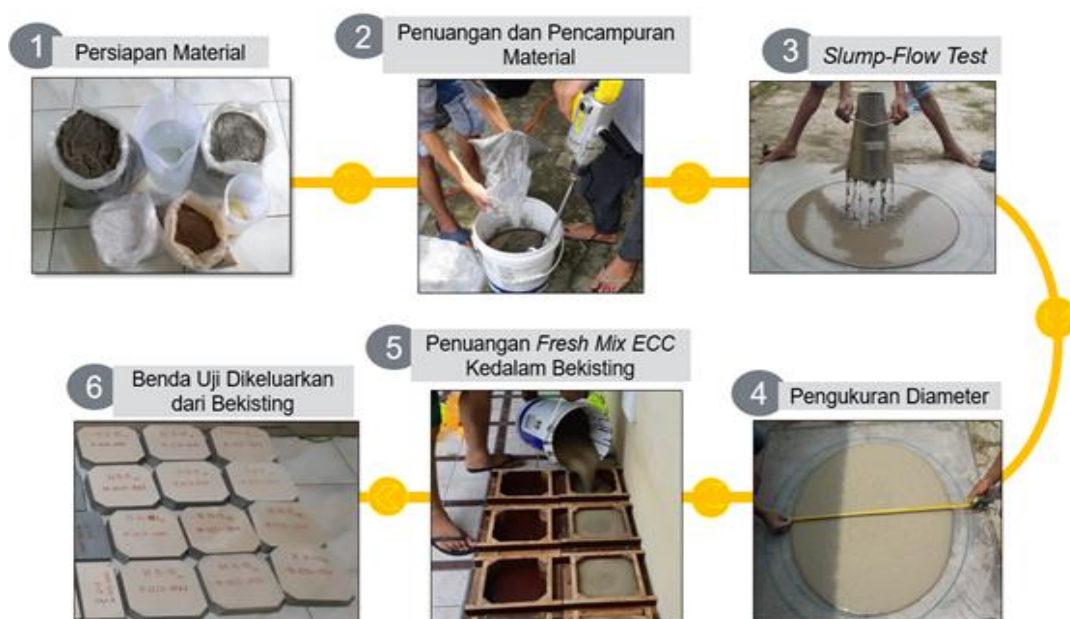 1
Persiapan Material
2
Penuangan dan Pencampuran
Material
3
Slump-Flow Test
4
Pengukuran Diameter
5
Penuangan Fresh Mix ECC
Kedalam Bekisting
6
Benda Uji Dikeluarkan
dari Bekisting